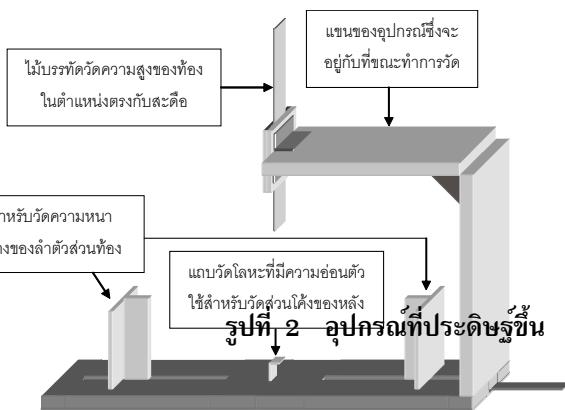 แขนของอุปกรณ์ซึ่งจะ
อยู่กับที่ขณะทำการวัด
ไม้บรรทัดวัดความสูงของท้อง
ในตำแหน่งตรงกับสะดือ
าหรับวัดความหนา
างของลำตัวส่วนท้อง
แถบวัดโลหะที่มีความอ่อนตัว
ใช้สำหรับวัดส่วนโค้งของหลัง
รูปที่ 2 อุปกรณ์ที่ประดิษฐ์ขึ้น